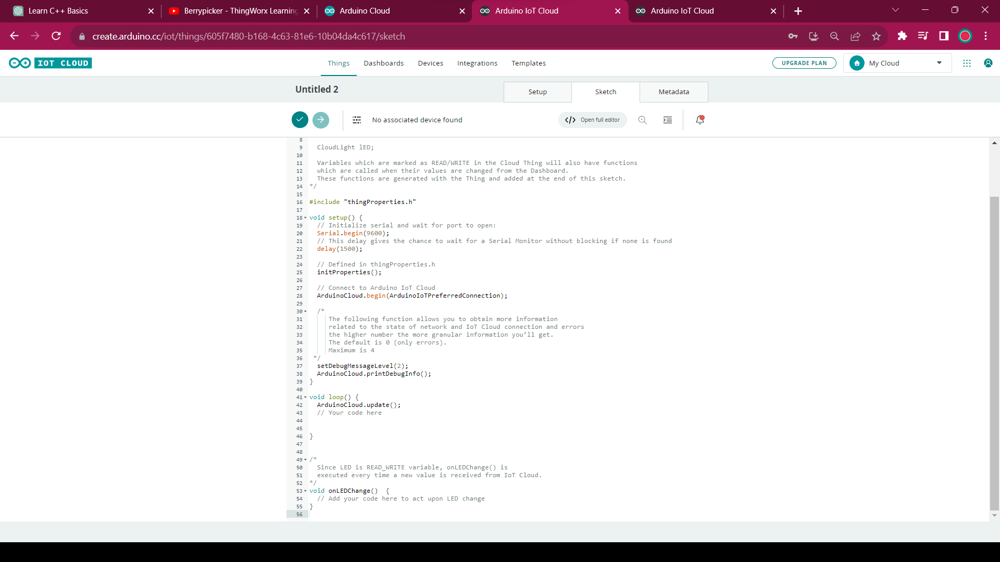 Learn C++ Basics
Berrypicker - ThingWorx Learning
Arduino Cloud
Arduino IoT Cloud
Arduino IoT Cloud
create.arduino.cc/iot/things/605f7480-b168-4c63-81e6-10b04da4c617/sketch
IOT CLOUD
Things
Dashboards
Devices
Integrations
Templates
UPGRADE PLAN
My Cloud
Untitled 2
Setup
Sketch
Metadata
No associated device found
</> Open full editor
8
9 CloudLight lED;
10
11 Variables which are marked as READ/WRITE in the Cloud Thing will also have functions
12 which are called when their values are changed from the Dashboard.
13 These functions are generated with the Thing and added at the end of this sketch.
14 */
15
16 #include "thingProperties.h"
17
18 void setup() {
19 // Initialize serial and wait for port to open:
20 Serial.begin(9600);
21 // This delay gives the chance to wait for a Serial Monitor without blocking if none is found
22 delay(1500);
23
24 // Defined in thingProperties.h
25 initProperties();
26
27 // Connect to Arduino IoT Cloud
28 ArduinoCloud.begin(ArduinoIoTPreferredConnection);
29
30 /*
31 The following function allows you to obtain more information
32 related to the state of network and IoT Cloud connection and errors
33 the higher number the more granular information you’ll get.
34 The default is 0 (only errors).
35 Maximum is 4
36 */
37 setDebugMessageLevel(2);
38 ArduinoCloud.printDebugInfo();
39 }
40
41 void loop() {
42 ArduinoCloud.update();
43 // Your code here
44
45
46 }
47
48
49 /*
50 Since LED is READ_WRITE variable, onLEDChange() is
51 executed every time a new value is received from IoT Cloud.
52 */
53 void onLEDChange() {
54 // Add your code here to act upon LED change
55 }
56